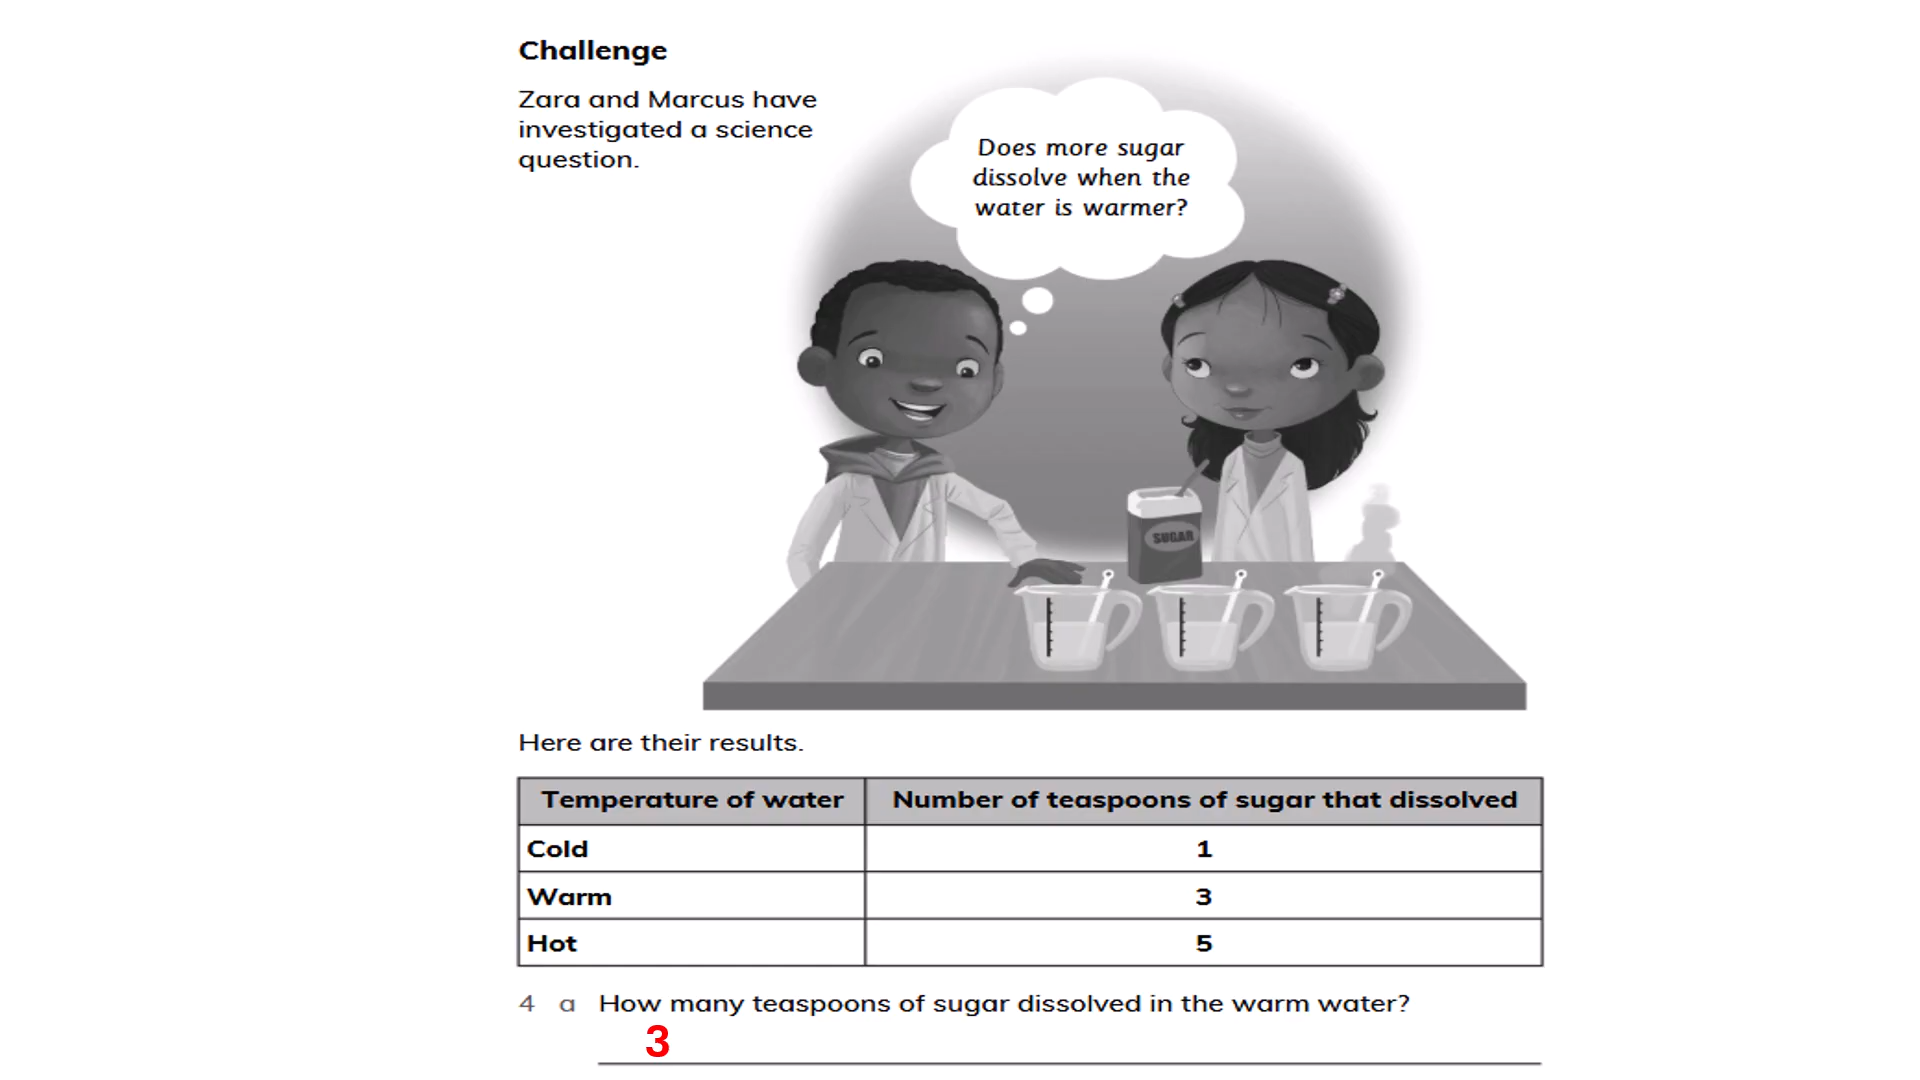 Challenge
Zara and Marcus have
investigated a science
question.
Does more sugar
dissolve when the
water is warmer?
SUGAR
Here are their results.
Temperature of water Number of teaspoons of sugar that dissolved
Cold 1
Warm 3
Hot 5
4 a How many teaspoons of sugar dissolved in the warm water?
3